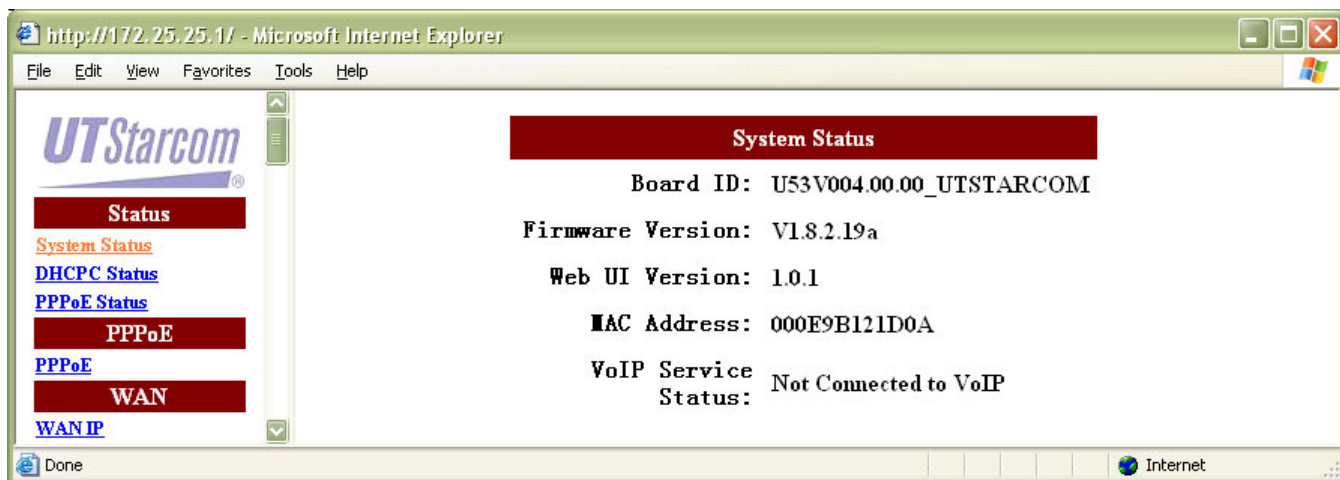 http://172.25.25.1/ - Microsoft Internet Explorer
File Edit View Favorites Tools Help
UTStarcom®
Status
System Status
DHCPC Status
PPPoE Status
PPPoE
PPPoE
WAN
WAN IP
System Status
Board ID: U53V004.00.00_UTSTARCOM
Firmware Version: V1.8.2.19a
Web UI Version: 1.0.1
MAC Address: 000E9B121D0A
VoIP Service Status: Not Connected to VoIP
Done
Internet